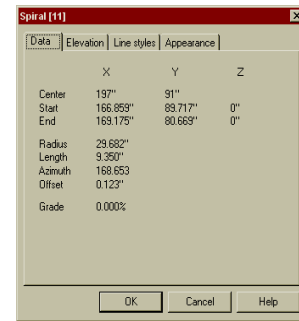 Spiral [11]
Data Elevation Line styles Appearance
X Y Z
Center 197" 91"
Start 166.859" 89.717" 0"
End 169.175" 80.669" 0"
Radius 29.682"
Length 9.350"
Azimuth 168.653
Offset 0.123"
Grade 0.000%
OK Cancel Help